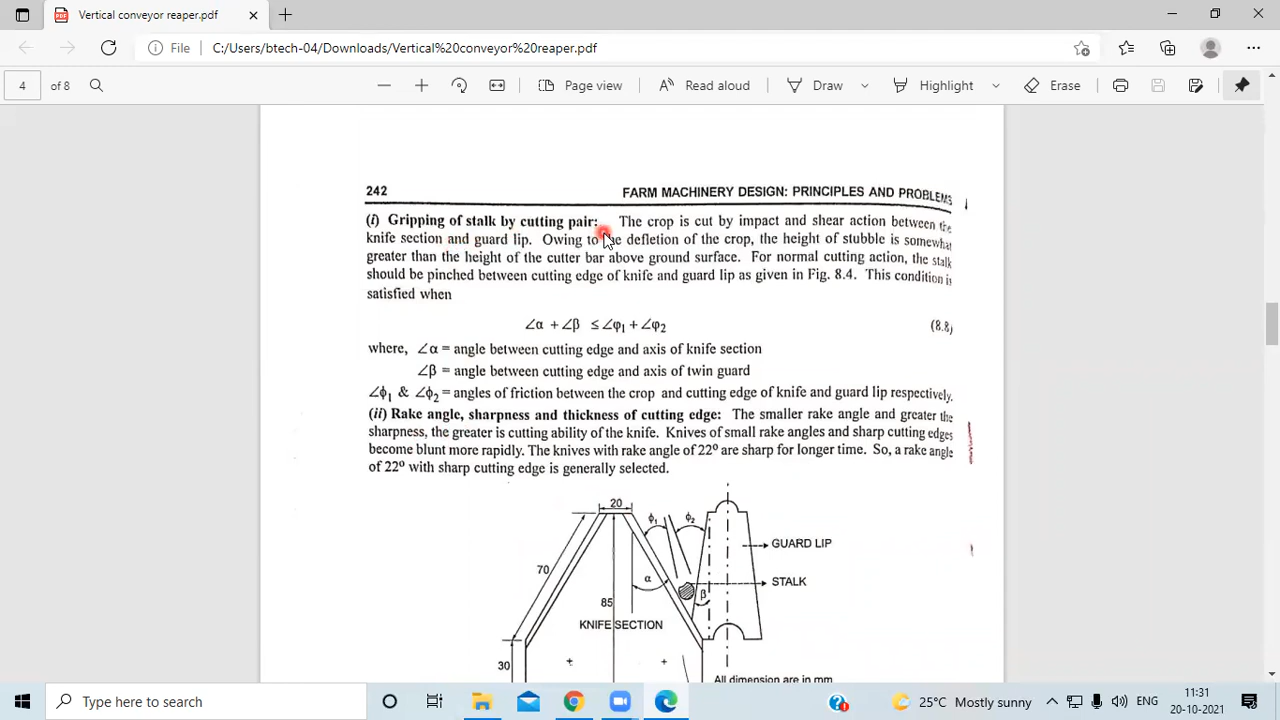 Vertical conveyor reaper.pdf
File C:/Users/btech-04/Downloads/Vertical%20conveyor%20reaper.pdf
4 of 8 Page view Read aloud Draw Highlight Erase
242 FARM MACHINERY DESIGN: PRINCIPLES AND PROBLEMS
(i) Gripping of stalk by cutting pair: The crop is cut by impact and shear action between the
knife section and guard lip. Owing to the defletion of the crop, the height of stubble is somewhat
greater than the height of the cutter bar above ground surface. For normal cutting action, the stalk
should be pinched between cutting edge of knife and guard lip as given in Fig. 8.4. This condition is
satisfied when
∠α + ∠β ≤ ∠φ₁ + ∠φ₂ (8.8)
where, ∠α = angle between cutting edge and axis of knife section
∠β = angle between cutting edge and axis of twin guard
∠ϕ₁ & ∠ϕ₂ = angles of friction between the crop and cutting edge of knife and guard lip respectively.
(ii) Rake angle, sharpness and thickness of cutting edge: The smaller rake angle and greater the
sharpness, the greater is cutting ability of the knife. Knives of small rake angles and sharp cutting edges
become blunt more rapidly. The knives with rake angle of 22⁰ are sharp for longer time. So, a rake angle
of 22⁰ with sharp cutting edge is generally selected.
20
ϕ₁ ϕ₂
GUARD LIP
70
α
STALK
β
85
KNIFE SECTION
30
All dimension are in mm
Type here to search
25°C Mostly sunny
ENG
11:31
20-10-2021